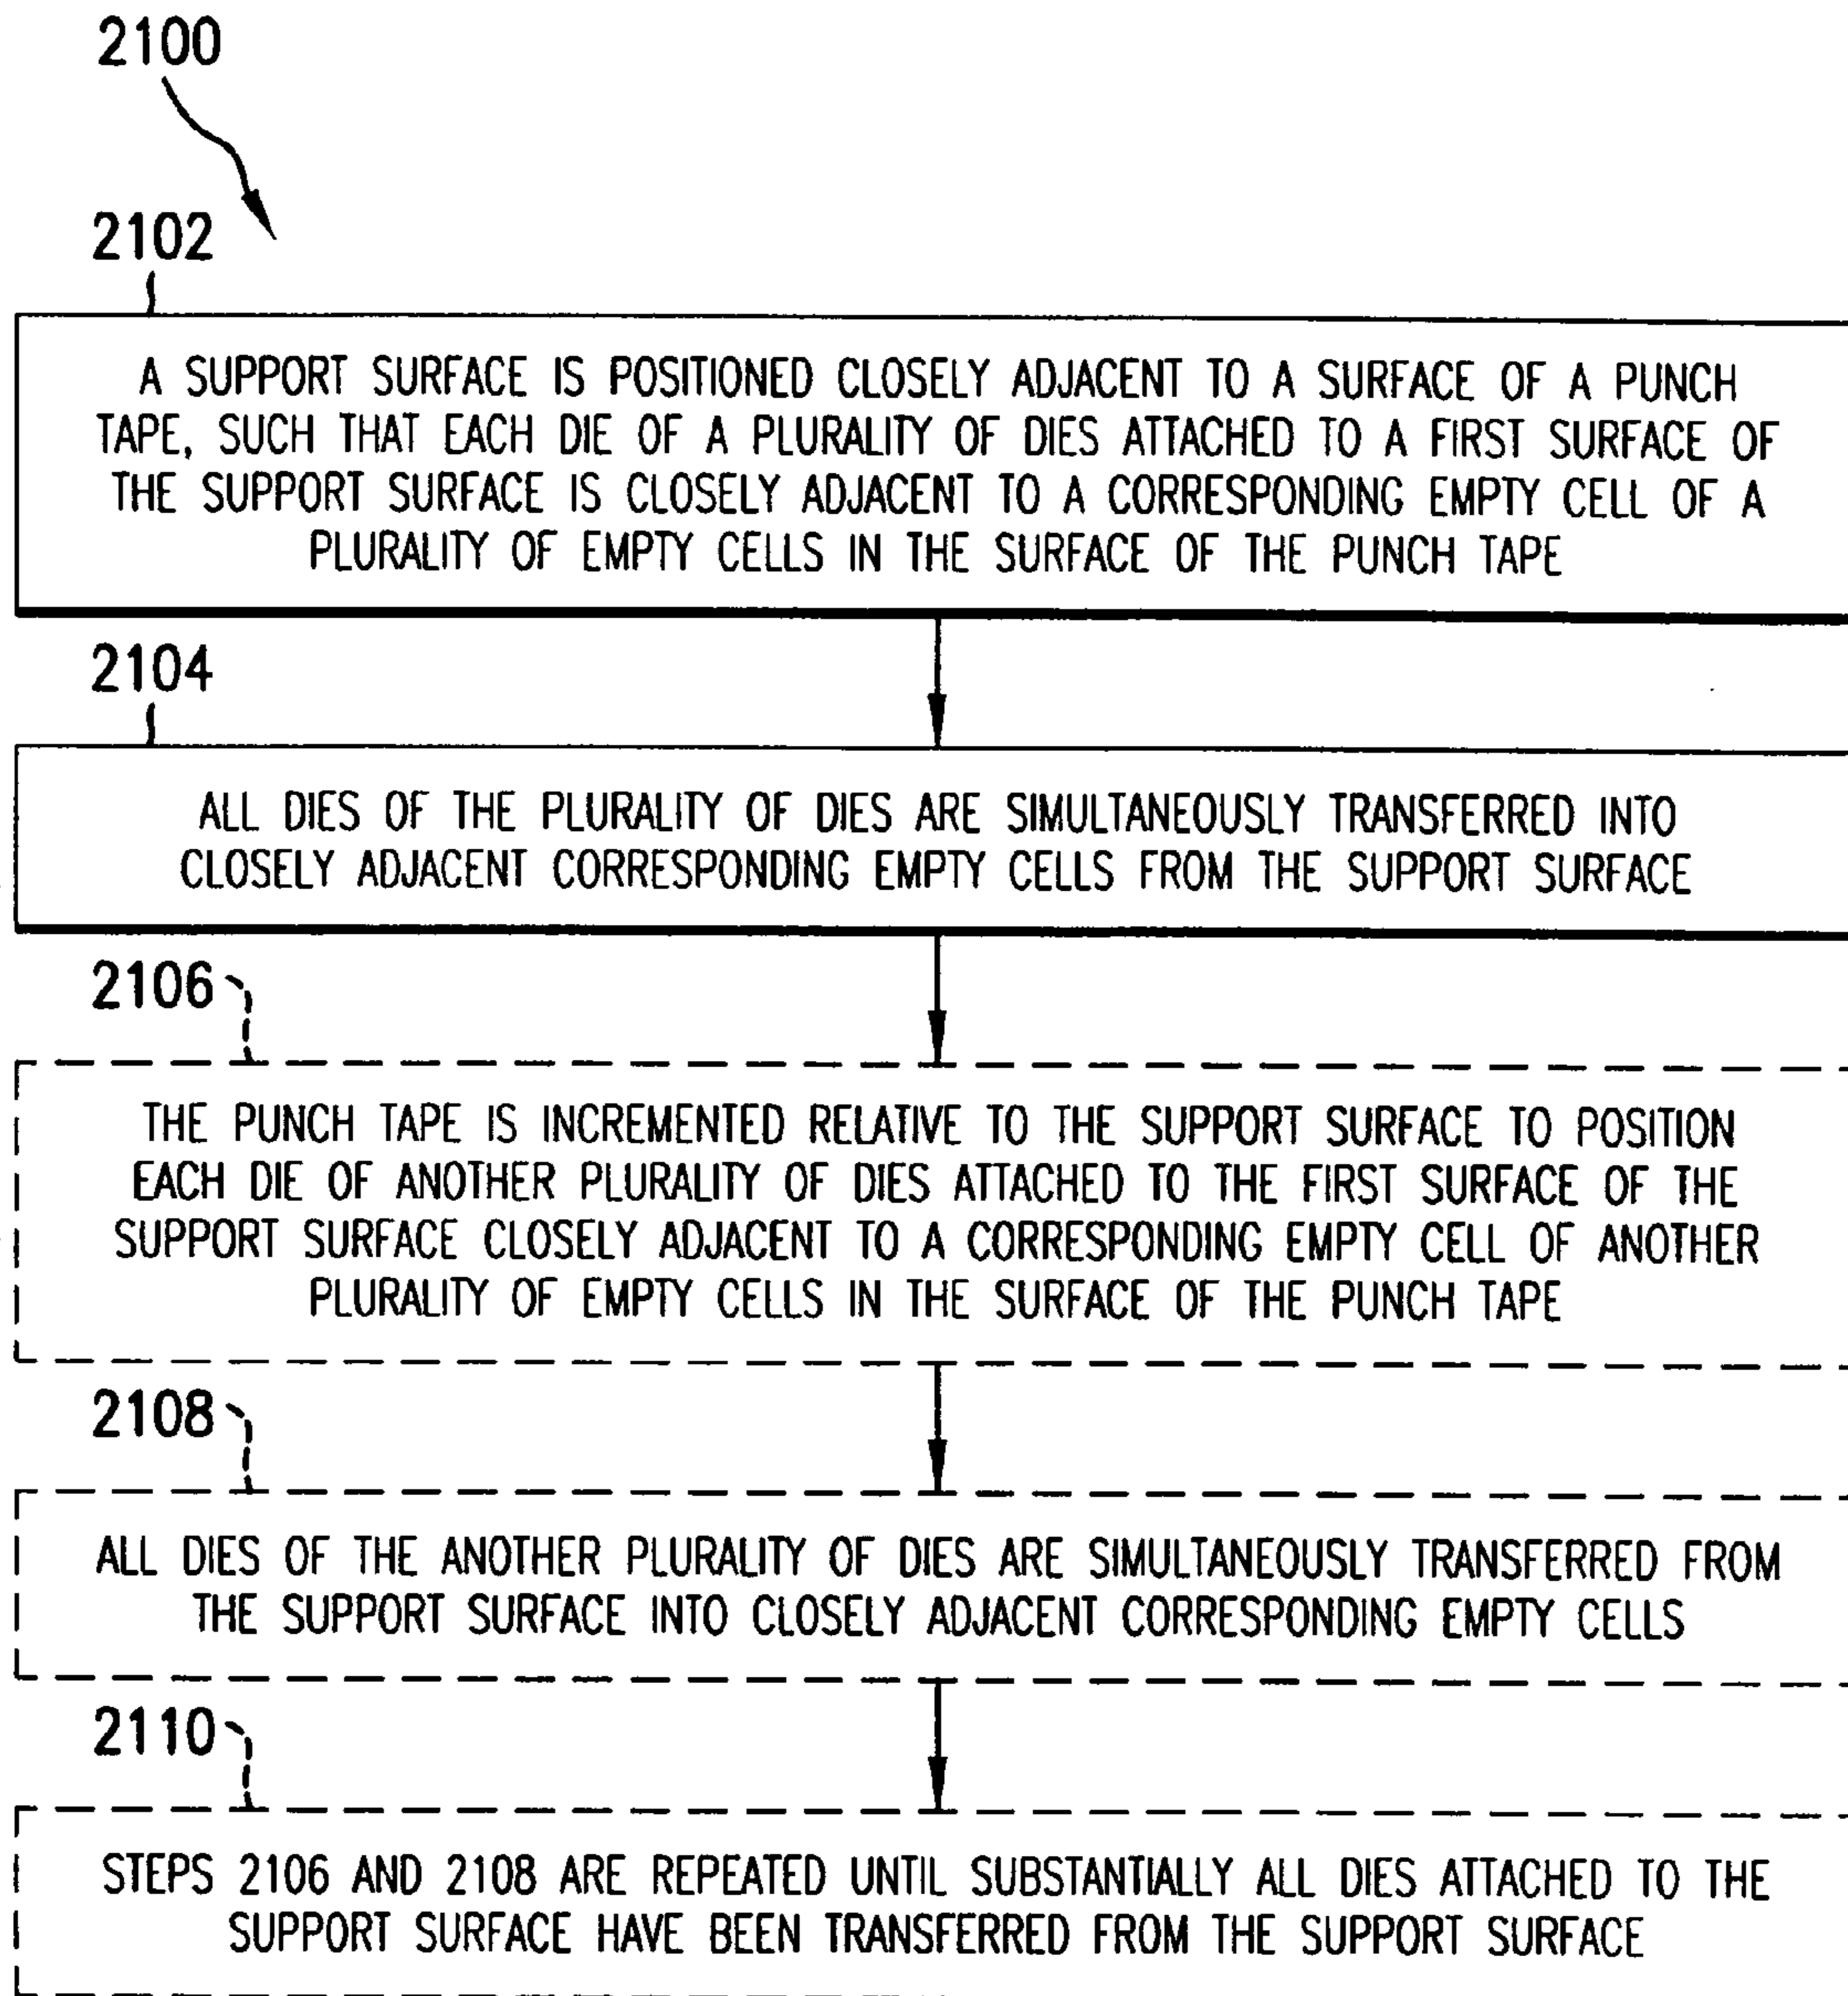 2100
2102
A SUPPORT SURFACE IS POSITIONED CLOSELY ADJACENT TO A SURFACE OF A PUNCH
TAPE, SUCH THAT EACH DIE OF A PLURALITY OF DIES ATTACHED TO A FIRST SURFACE OF
THE SUPPORT SURFACE IS CLOSELY ADJACENT TO A CORRESPONDING EMPTY CELL OF A
PLURALITY OF EMPTY CELLS IN THE SURFACE OF THE PUNCH TAPE
2104
ALL DIES OF THE PLURALITY OF DIES ARE SIMULTANEOUSLY TRANSFERRED INTO
CLOSELY ADJACENT CORRESPONDING EMPTY CELLS FROM THE SUPPORT SURFACE
2106
THE PUNCH TAPE IS INCREMENTED RELATIVE TO THE SUPPORT SURFACE TO POSITION
EACH DIE OF ANOTHER PLURALITY OF DIES ATTACHED TO THE FIRST SURFACE OF THE
SUPPORT SURFACE CLOSELY ADJACENT TO A CORRESPONDING EMPTY CELL OF ANOTHER
PLURALITY OF EMPTY CELLS IN THE SURFACE OF THE PUNCH TAPE
2108
ALL DIES OF THE ANOTHER PLURALITY OF DIES ARE SIMULTANEOUSLY TRANSFERRED FROM
THE SUPPORT SURFACE INTO CLOSELY ADJACENT CORRESPONDING EMPTY CELLS
2110
STEPS 2106 AND 2108 ARE REPEATED UNTIL SUBSTANTIALLY ALL DIES ATTACHED TO THE
SUPPORT SURFACE HAVE BEEN TRANSFERRED FROM THE SUPPORT SURFACE